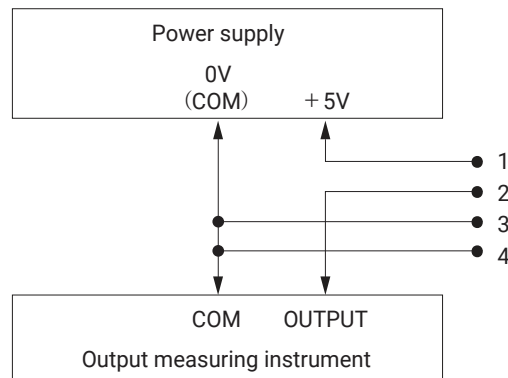 Power supply
0V
(COM) +5V
1
2
3
4
COM OUTPUT
Output measuring instrument